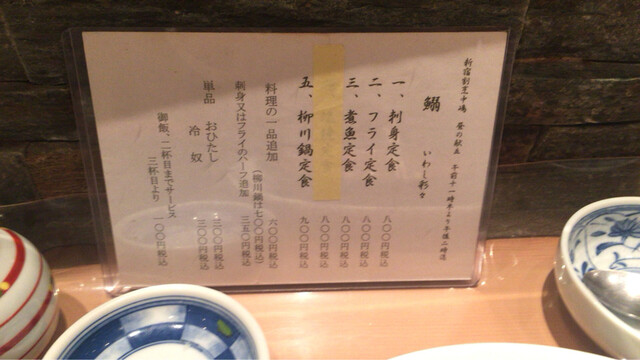 新宿割烹中嶋 昼の献立 午前十一時半より午後二時迄
鰯 いわし彩々
一、刺身定食 八〇〇円税込
二、フライ定食 八〇〇円税込
三、煮魚定食 八〇〇円税込
八〇〇円税込
五、柳川鍋定食 九〇〇円税込
料理の一品追加 六〇〇円税込
(柳川鍋は七〇〇円税込)
刺身又はフライのハーフ追加 三五〇円税込
単品 おひたし 三〇〇円税込
冷奴 三〇〇円税込
御飯、二杯目までサービス
三杯目より 一〇〇円税込